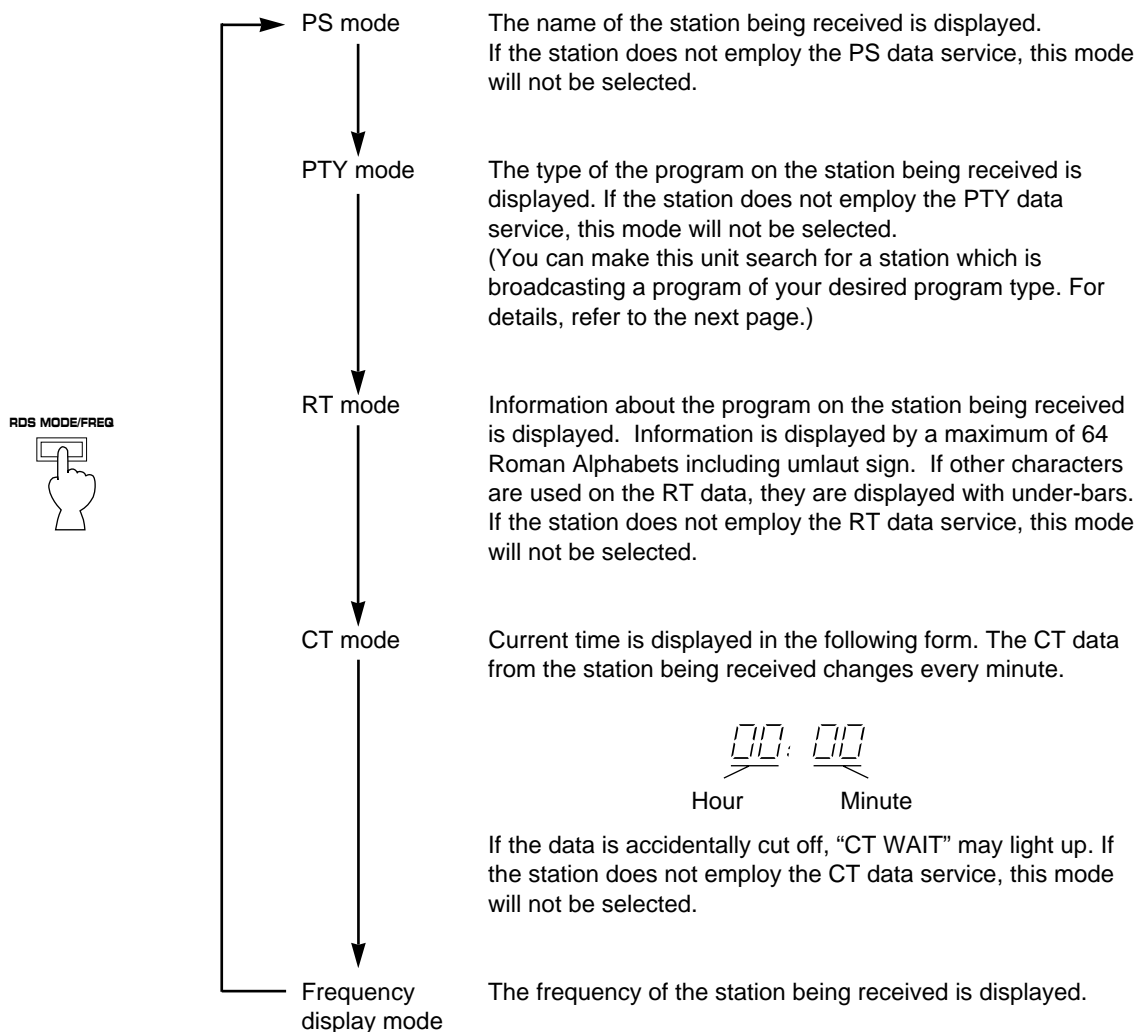 PS mode
The name of the station being received is displayed.
If the station does not employ the PS data service, this mode
will not be selected.
PTY mode
The type of the program on the station being received is
displayed. If the station does not employ the PTY data
service, this mode will not be selected.
(You can make this unit search for a station which is
broadcasting a program of your desired program type. For
details, refer to the next page.)
RDS MODE/FREQ
RT mode
Information about the program on the station being received
is displayed.  Information is displayed by a maximum of 64
Roman Alphabets including umlaut sign.  If other characters
are used on the RT data, they are displayed with under-bars.
If the station does not employ the RT data service, this mode
will not be selected.
CT mode
Current time is displayed in the following form. The CT data
from the station being received changes every minute.
00: 00
Hour Minute
If the data is accidentally cut off, “CT WAIT” may light up. If
the station does not employ the CT data service, this mode
will not be selected.
Frequency
display mode
The frequency of the station being received is displayed.